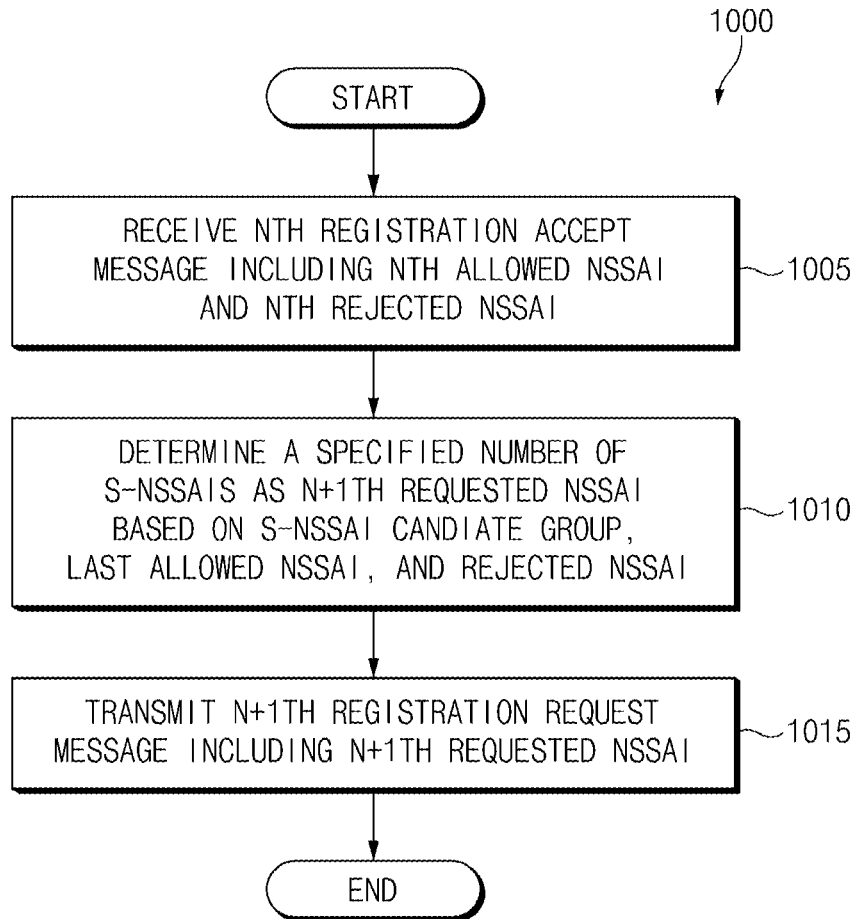 1000
START
RECEIVE NTH REGISTRATION ACCEPT
MESSAGE INCLUDING NTH ALLOWED NSSAI
AND NTH REJECTED NSSAI
1005
DETERMINE A SPECIFIED NUMBER OF
S-NSSAIS AS N+1TH REQUESTED NSSAI
BASED ON S-NSSAI CANDIATE GROUP,
LAST ALLOWED NSSAI, AND REJECTED NSSAI
1010
TRANSMIT N+1TH REGISTRATION REQUEST
MESSAGE INCLUDING N+1TH REQUESTED NSSAI
1015
END